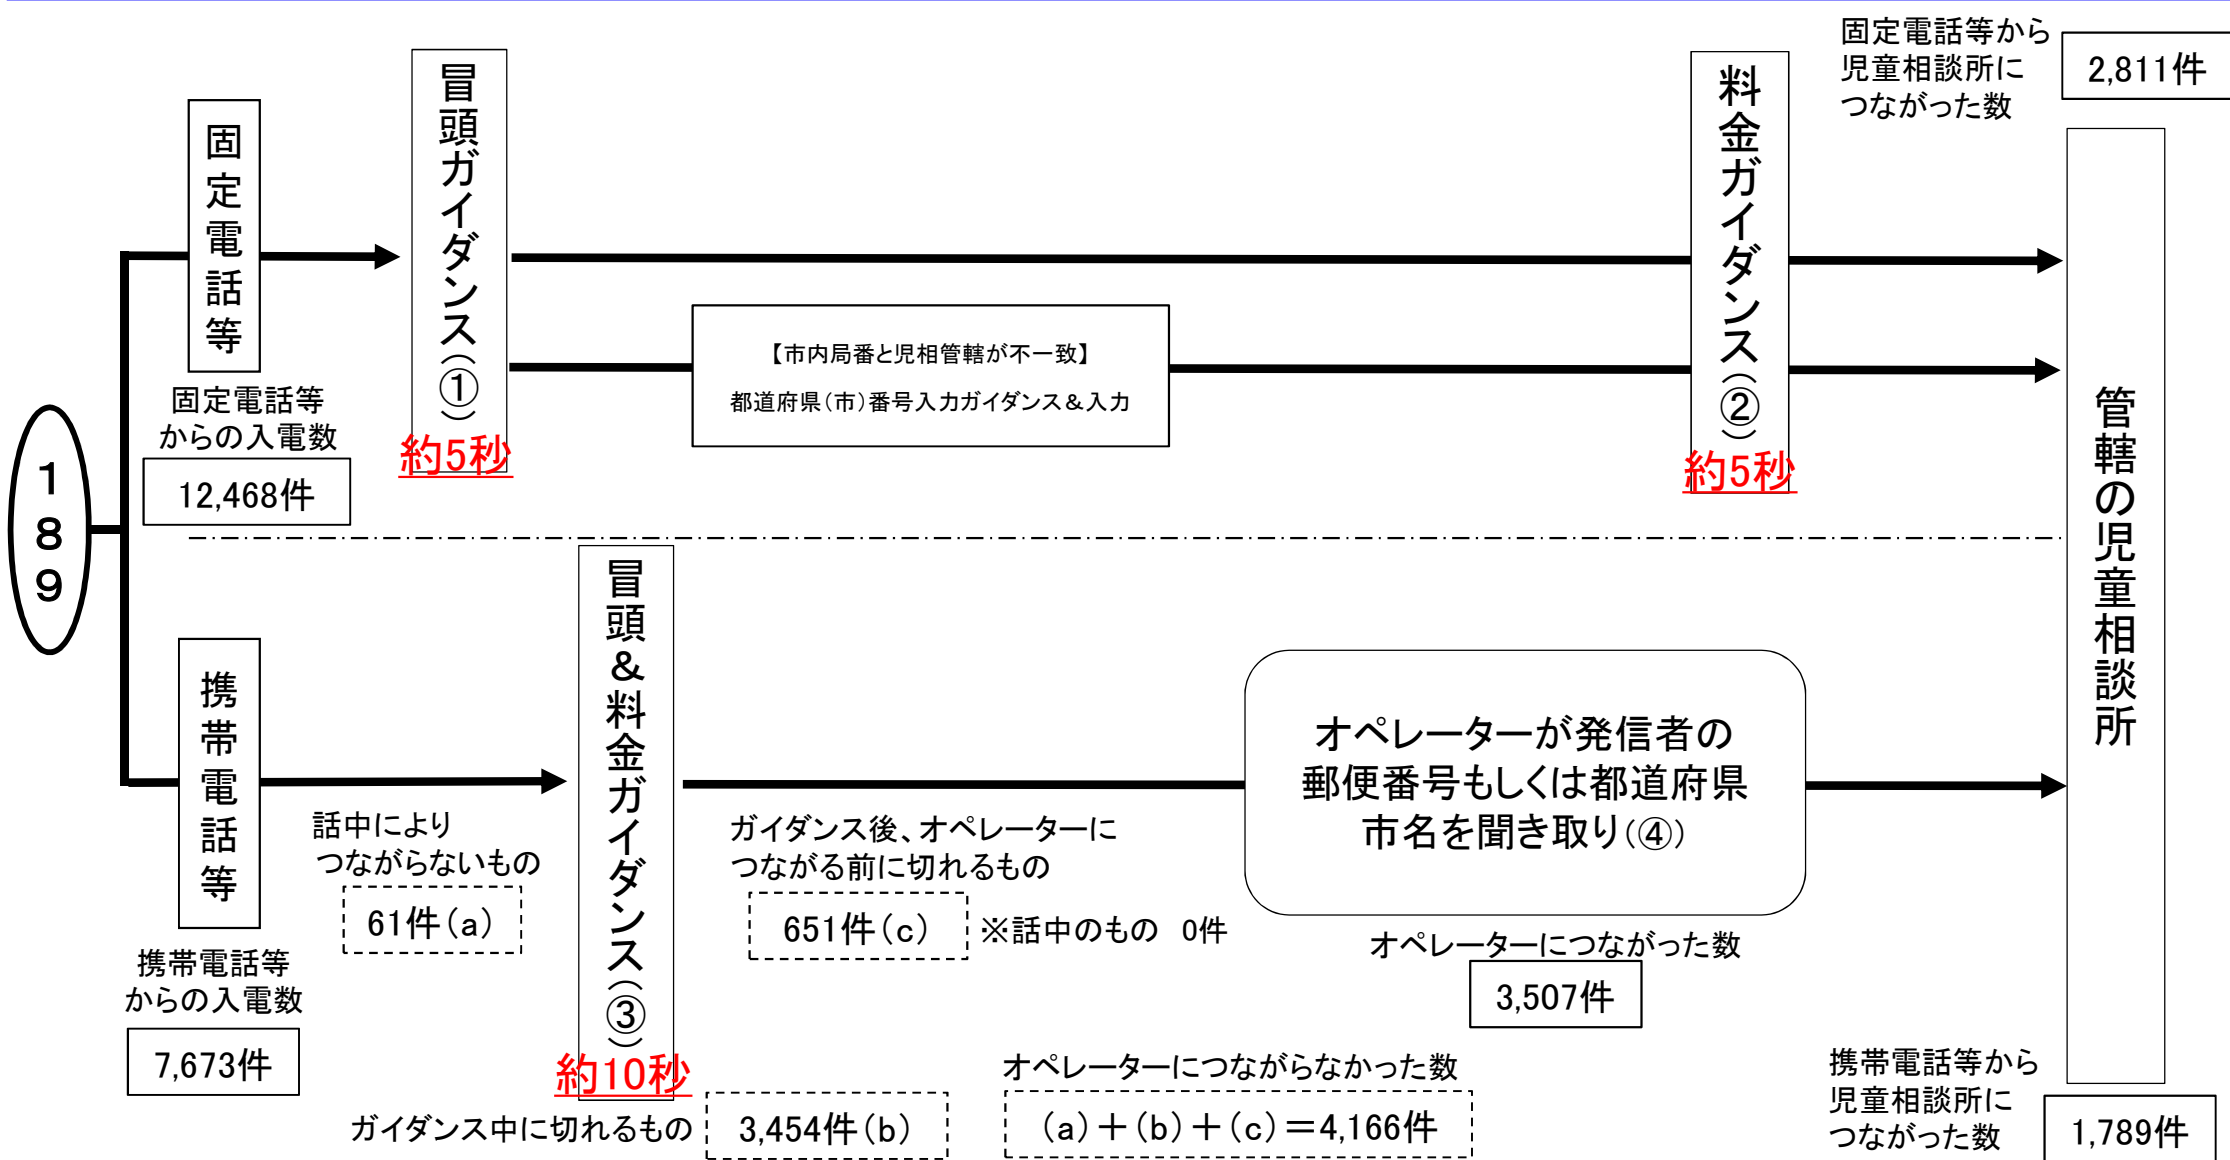 189
固定電話等
固定電話等
からの入電数
12,468件
冒頭ガイダンス(①)
約5秒
【市内局番と児相管轄が不一致】
都道府県(市)番号入力ガイダンス&入力
料金ガイダンス(②)
約5秒
固定電話等から
児童相談所に
つながった数
2,811件
管轄の児童相談所
携帯電話等
携帯電話等
からの入電数
7,673件
話中により
つながらないもの
61件(a)
冒頭&料金ガイダンス(③)
約10秒
ガイダンス中に切れるもの
3,454件(b)
ガイダンス後、オペレーターに
つながる前に切れるもの
651件(c)
※話中のもの 0件
オペレーターが発信者の
郵便番号もしくは都道府県
市名を聞き取り(④)
オペレーターにつながった数
3,507件
オペレーターにつながらなかった数
(a)+(b)+(c)=4,166件
携帯電話等から
児童相談所に
つながった数
1,789件